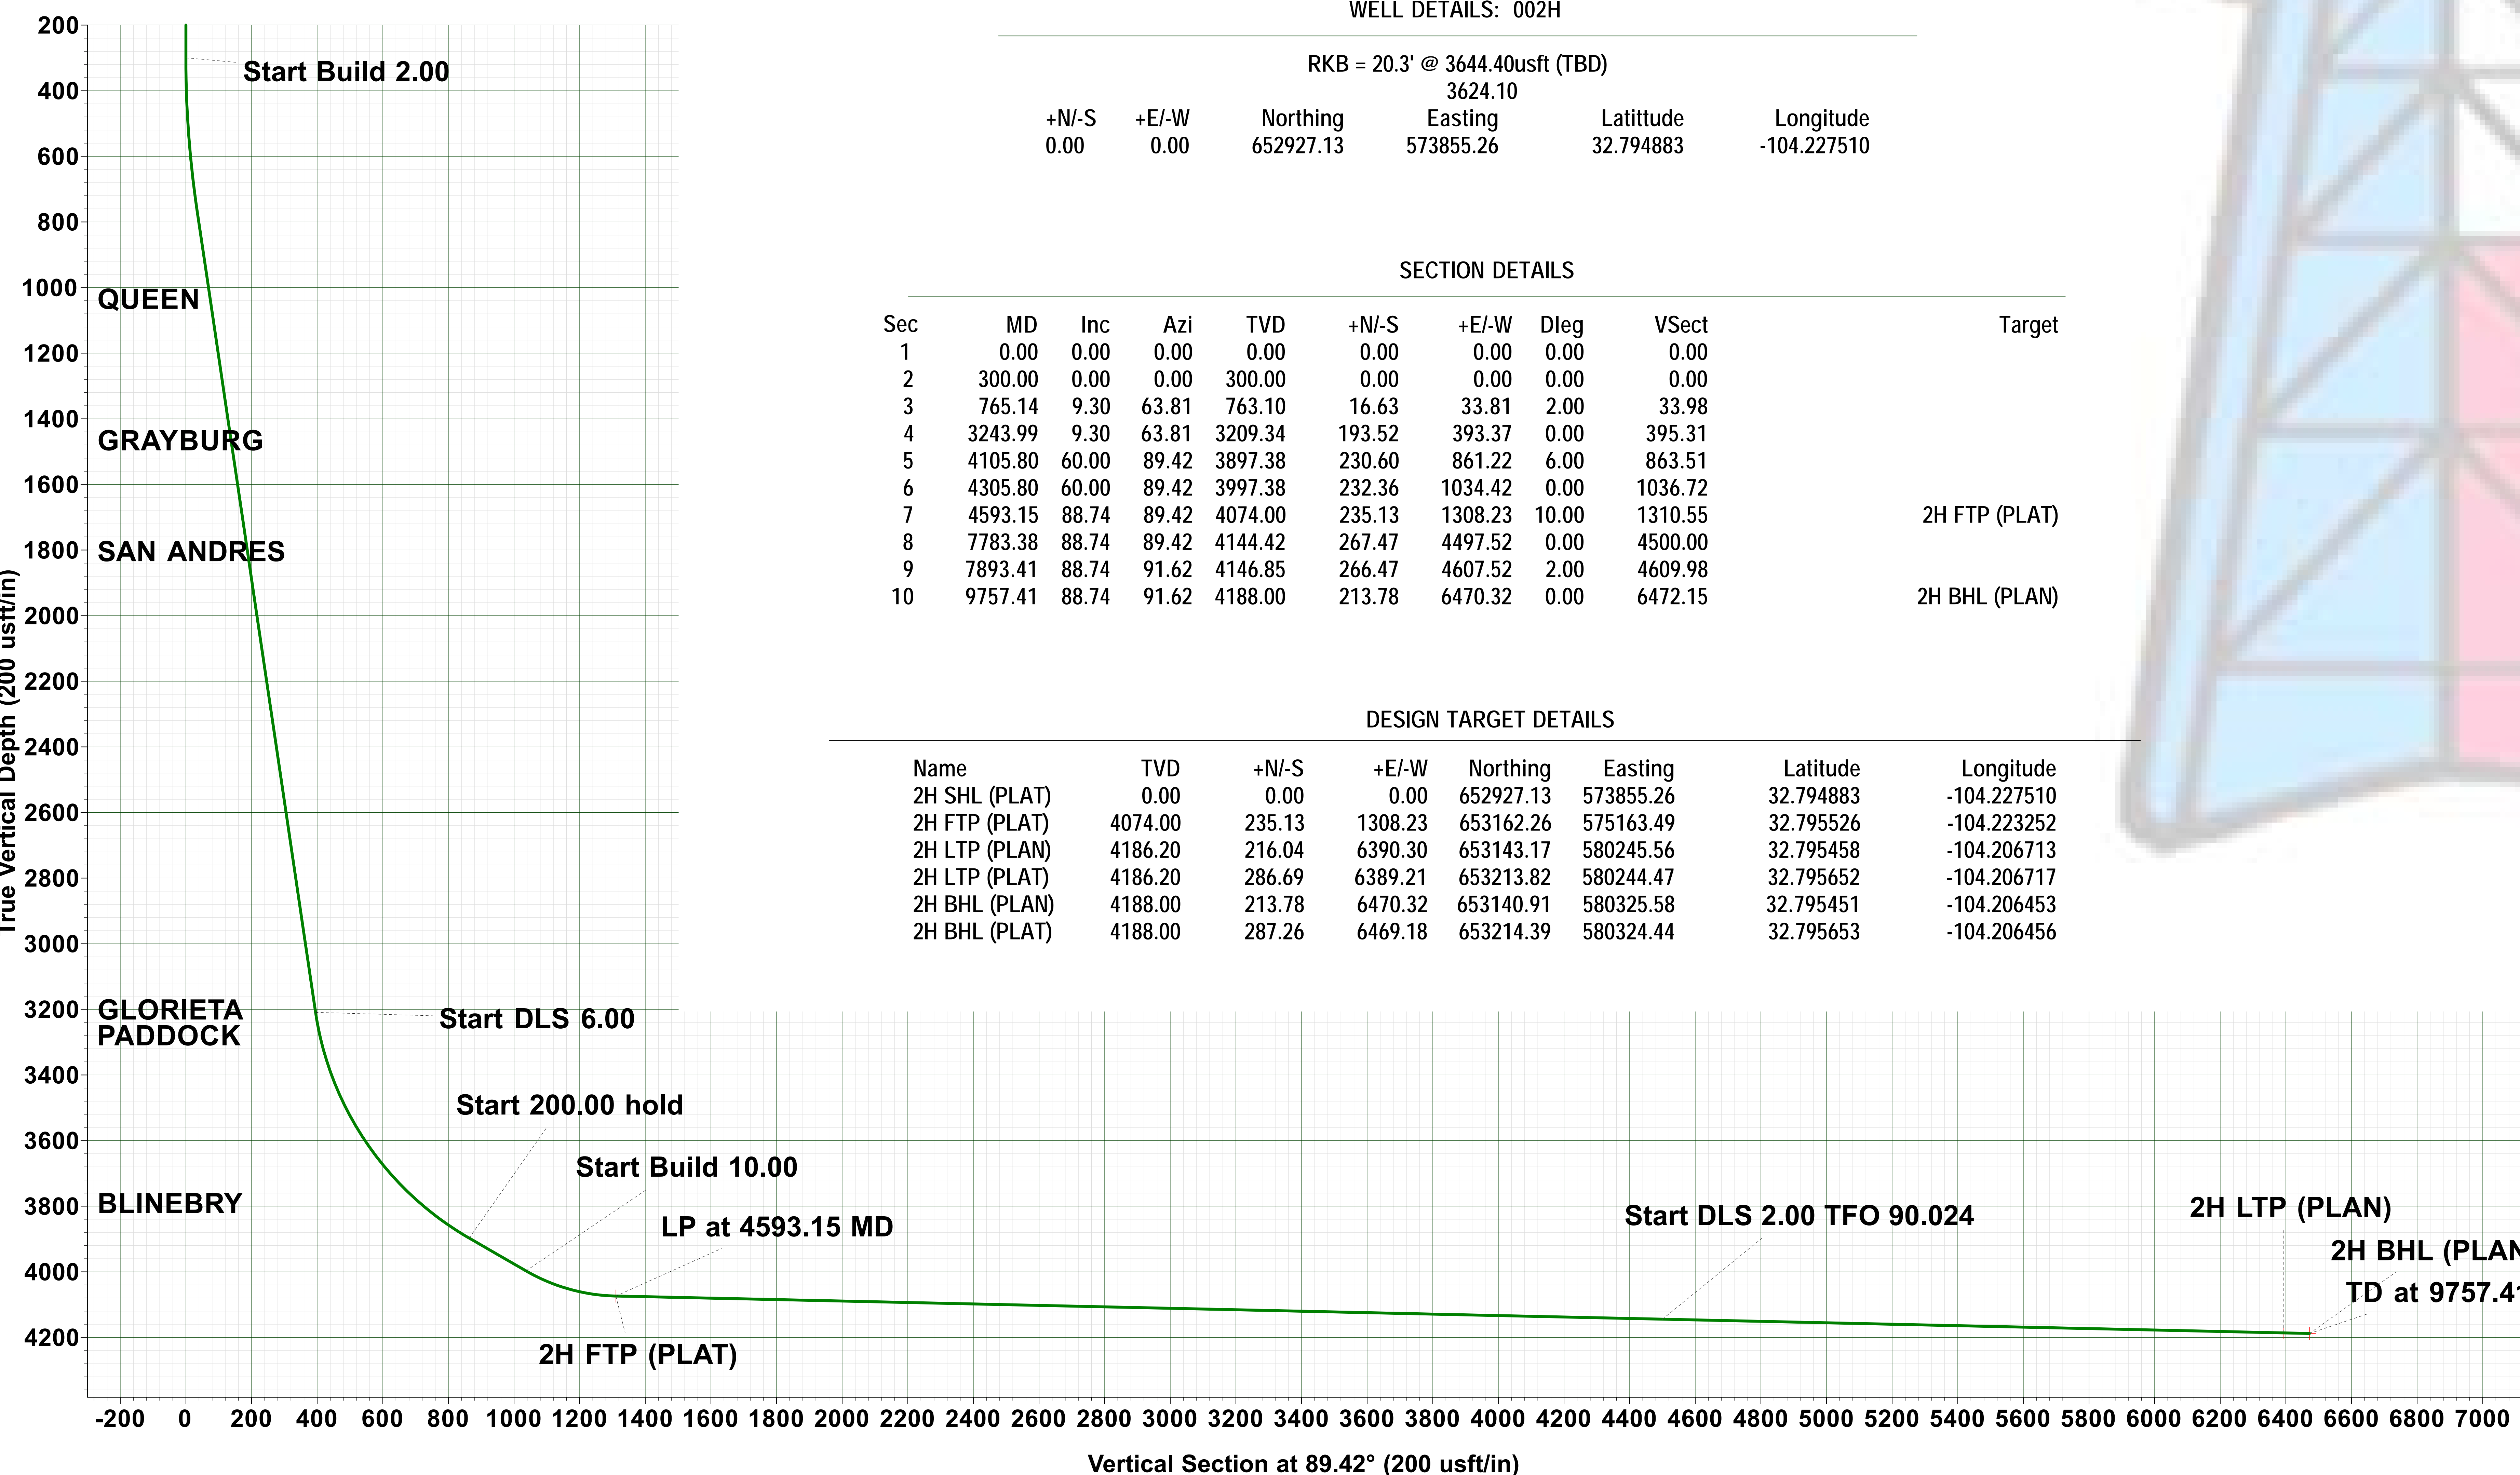 WELL DETAILS: 002H
RKB = 20.3' @ 3644.40usft (TBD)
3624.10
+N/-S +E/-W Northing Easting Latittude Longitude
0.00 0.00 652927.13 573855.26 32.794883 -104.227510
SECTION DETAILS
Sec MD Inc Azi TVD +N/-S +E/-W Dleg VSect Target
1 0.00 0.00 0.00 0.00 0.00 0.00 0.00 0.00
2 300.00 0.00 0.00 300.00 0.00 0.00 0.00 0.00
3 765.14 9.30 63.81 763.10 16.63 33.81 2.00 33.98
4 3243.99 9.30 63.81 3209.34 193.52 393.37 0.00 395.31
5 4105.80 60.00 89.42 3897.38 230.60 861.22 6.00 863.51
6 4305.80 60.00 89.42 3997.38 232.36 1034.42 0.00 1036.72
7 4593.15 88.74 89.42 4074.00 235.13 1308.23 10.00 1310.55 2H FTP (PLAT)
8 7783.38 88.74 89.42 4144.42 267.47 4497.52 0.00 4500.00
9 7893.41 88.74 91.62 4146.85 266.47 4607.52 2.00 4609.98
10 9757.41 88.74 91.62 4188.00 213.78 6470.32 0.00 6472.15 2H BHL (PLAN)
DESIGN TARGET DETAILS
Name TVD +N/-S +E/-W Northing Easting Latitude Longitude
2H SHL (PLAT) 0.00 0.00 0.00 652927.13 573855.26 32.794883 -104.227510
2H FTP (PLAT) 4074.00 235.13 1308.23 653162.26 575163.49 32.795526 -104.223252
2H LTP (PLAN) 4186.20 216.04 6390.30 653143.17 580245.56 32.795458 -104.206713
2H LTP (PLAT) 4186.20 286.69 6389.21 653213.82 580244.47 32.795652 -104.206717
2H BHL (PLAN) 4188.00 213.78 6470.32 653140.91 580325.58 32.795451 -104.206453
2H BHL (PLAT) 4188.00 287.26 6469.18 653214.39 580324.44 32.795653 -104.206456
True Vertical Depth (200 usft/in)
200
400
600
800
1000
1200
1400
1600
1800
2000
2200
2400
2600
2800
3000
3200
3400
3600
3800
4000
4200
Start Build 2.00
QUEEN
GRAYBURG
SAN ANDRES
GLORIETA
PADDOCK
Start DLS 6.00
Start 200.00 hold
Start Build 10.00
BLINEBRY
LP at 4593.15 MD
Start DLS 2.00 TFO 90.024
2H LTP (PLAN)
2H BHL (PLAN
TD at 9757.41
2H FTP (PLAT)
-200 0 200 400 600 800 1000 1200 1400 1600 1800 2000 2200 2400 2600 2800 3000 3200 3400 3600 3800 4000 4200 4400 4600 4800 5000 5200 5400 5600 5800 6000 6200 6400 6600 6800 7000
Vertical Section at 89.42° (200 usft/in)